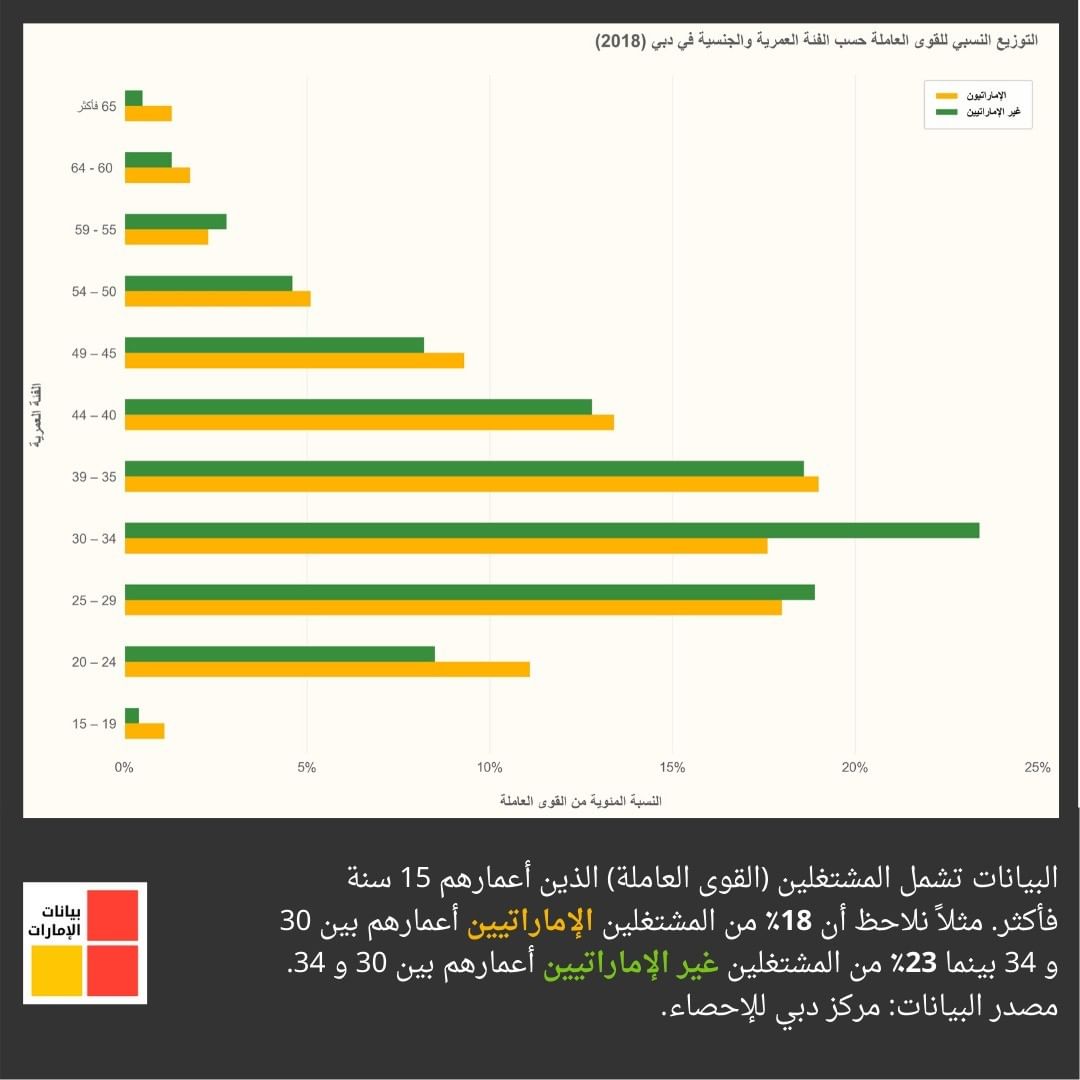 التوزيع النسبي للقوى العاملة حسب الفئة العمرية والجنسية في دبي (2018)
الإماراتيون
غير الإماراتيين
65 فأكثر
64 - 60
59 - 55
54 – 50
49 – 45
44 – 40
39 – 35
30 – 34
25 – 29
20 – 24
15 – 19
الفئة العمرية
0% 5% 10% 15% 20% 25%
النسبة المئوية من القوى العاملة
البيانات تشمل المشتغلين (القوى العاملة) الذين أعمارهم 15 سنة
فأكثر. مثلاً نلاحظ أن 18٪ من المشتغلين الإماراتيين أعمارهم بين 30
و 34 بينما 23٪ من المشتغلين غير الإماراتيين أعمارهم بين 30 و 34.
مصدر البيانات: مركز دبي للإحصاء.
بيانات
الإمارات